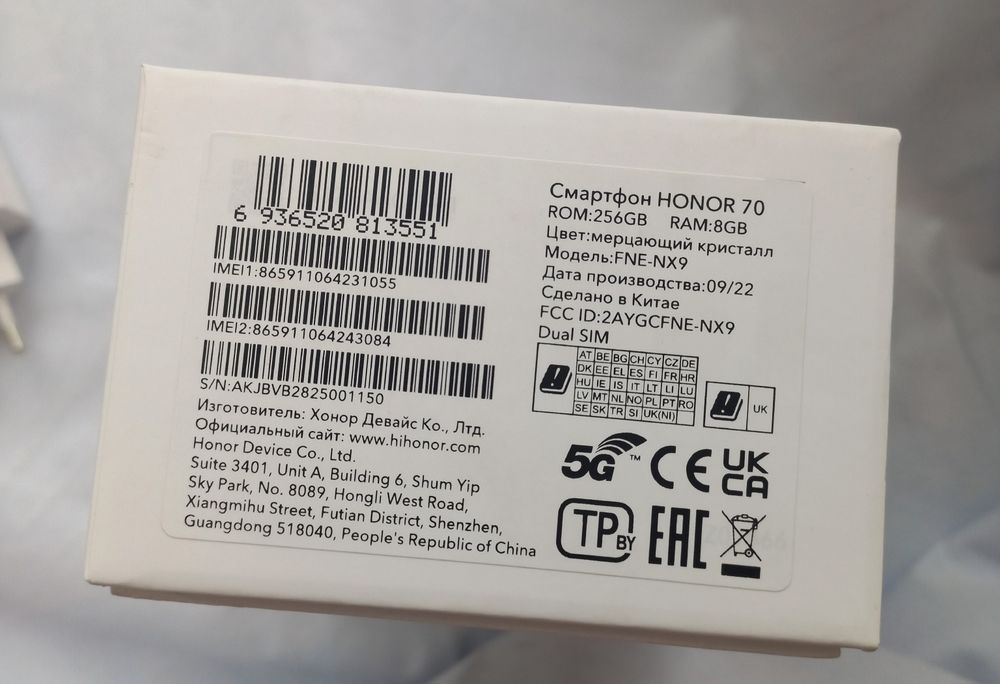 6 936520 813551
IMEI1:865911064231055
IMEI2:865911064243084
S/N:AKJBVB2825001150
Изготовитель: Хонор Девайс Ко., Лтд.
Официальный сайт: www.hihonor.com
Honor Device Co., Ltd.
Suite 3401, Unit A, Building 6, Shum Yip
Sky Park, No. 8089, Hongli West Road,
Xiangmihu Street, Futian District, Shenzhen,
Guangdong 518040, People's Republic of China
Смартфон HONOR 70
ROM:256GB RAM:8GB
Цвет:мерцающий кристалл
Модель:FNE-NX9
Дата производства:09/22
Сделано в Китае
FCC ID:2AYGCFNE-NX9
Dual SIM
AT BE BG CH CY CZ DE
DK EE EL ES FI FR HR
HU IE IS IT LT LI LU
LV MT NL NO PL PT RO
SE SK TR SI UK(NI)
UK
5G™ CE UK
CA
TP BY EAC